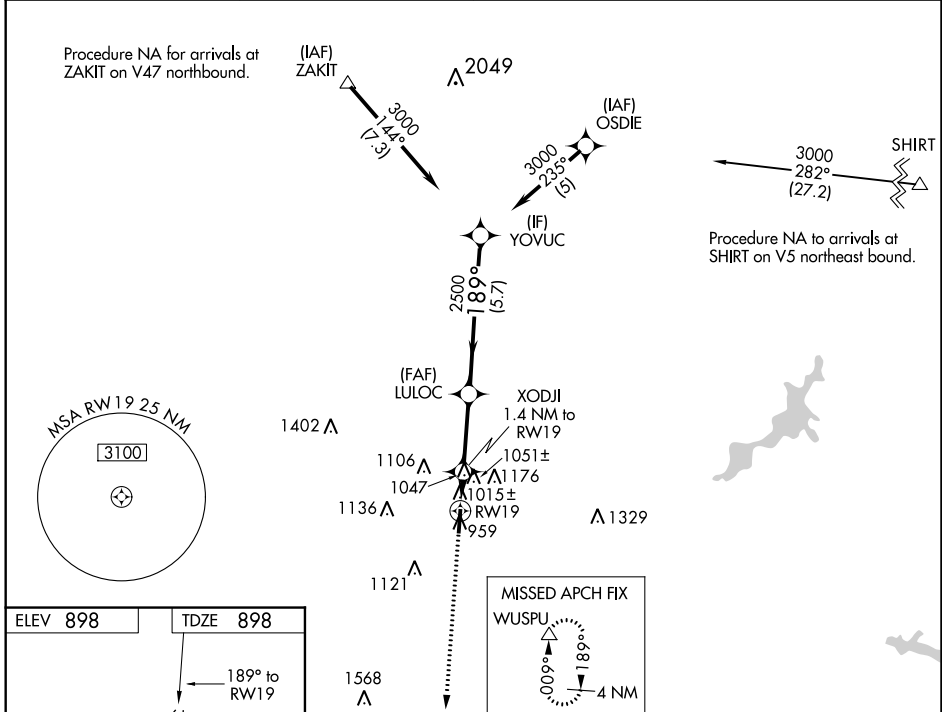 Procedure NA for arrivals at
ZAKIT on V47 northbound.
(IAF)
ZAKIT
2049
3000
144°
(7.3)
(IAF)
OSDIE
3000
235°
(5)
3000
282°
(27.2)
SHIRT
Procedure NA to arrivals at
SHIRT on V5 northeast bound.
(IF)
YOVUC
2500
189°
(5.7)
(FAF)
LULOC
XODJI
1.4 NM to
RW19
MSA RW19 25 NM
3100
1402
1106
1047
1051±
1176
1015±
RW19
959
1136
1329
1121
1568
ELEV 898
TDZE 898
189° to
RW19
MISSED APCH FIX
WUSPU
009°
189°
4 NM